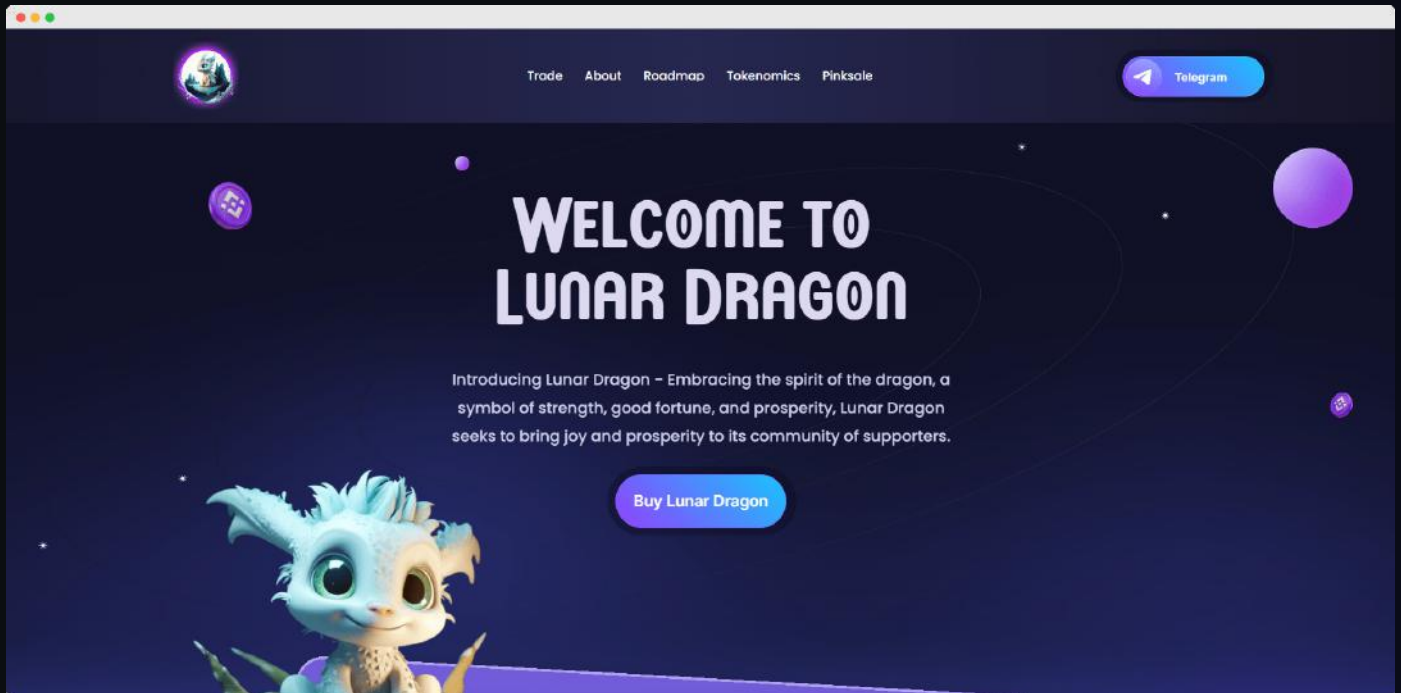 Trade About Roadmap Tokenomics Pinksale
Telegram
Welcome to
Lunar Dragon
Introducing Lunar Dragon – Embracing the spirit of the dragon, a
symbol of strength, good fortune, and prosperity, Lunar Dragon
seeks to bring joy and prosperity to its community of supporters.
Buy Lunar Dragon